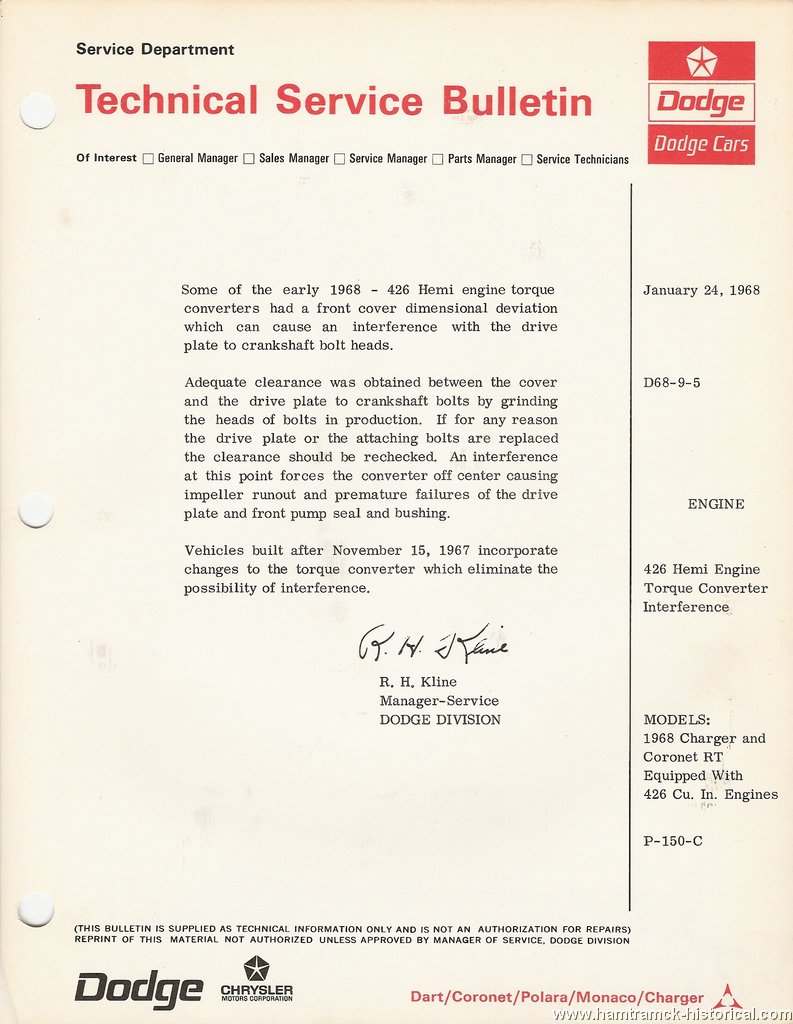 Service Department
Technical Service Bulletin
Dodge
Dodge Cars
Of Interest □ General Manager □ Sales Manager □ Service Manager □ Parts Manager □ Service Technicians
Some of the early 1968 - 426 Hemi engine torque
converters had a front cover dimensional deviation
which can cause an interference with the drive
plate to crankshaft bolt heads.
Adequate clearance was obtained between the cover
and the drive plate to crankshaft bolts by grinding
the heads of bolts in production. If for any reason
the drive plate or the attaching bolts are replaced
the clearance should be rechecked. An interference
at this point forces the converter off center causing
impeller runout and premature failures of the drive
plate and front pump seal and bushing.
Vehicles built after November 15, 1967 incorporate
changes to the torque converter which eliminate the
possibility of interference.
R. H. Kline
R. H. Kline
Manager-Service
DODGE DIVISION
January 24, 1968
D68-9-5
ENGINE
426 Hemi Engine
Torque Converter
Interference
MODELS:
1968 Charger and
Coronet RT
Equipped With
426 Cu. In. Engines
P-150-C
(THIS BULLETIN IS SUPPLIED AS TECHNICAL INFORMATION ONLY AND IS NOT AN AUTHORIZATION FOR REPAIRS)
REPRINT OF THIS MATERIAL NOT AUTHORIZED UNLESS APPROVED BY MANAGER OF SERVICE, DODGE DIVISION
Dodge
CHRYSLER
MOTORS CORPORATION
Dart/Coronet/Polara/Monaco/Charger
www.hamtramck-historical.com